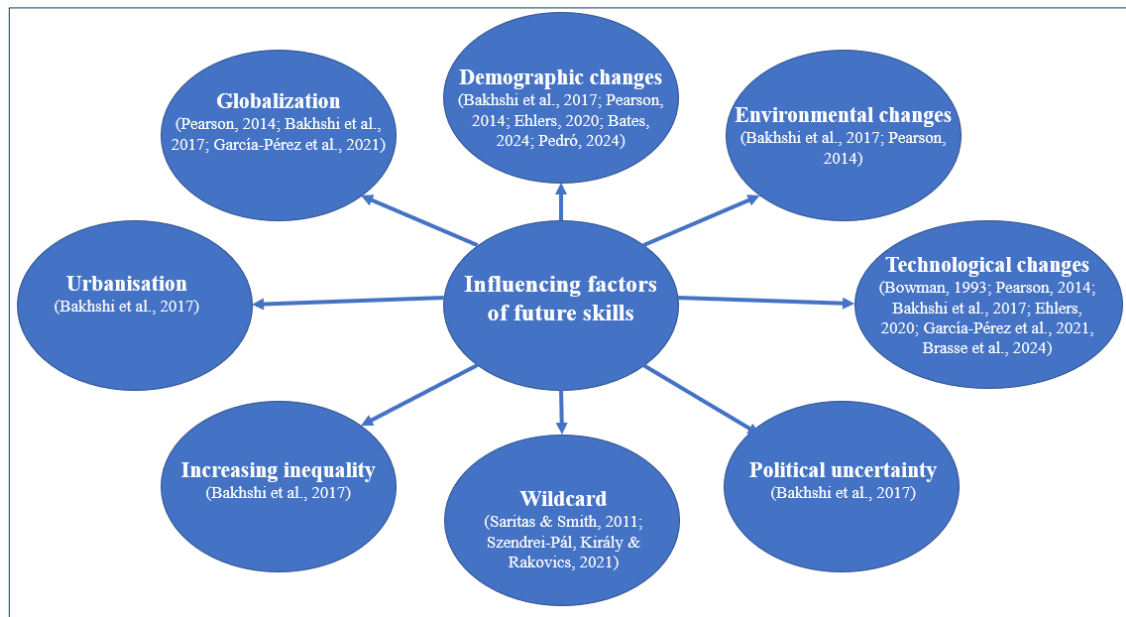 Globalization
(Pearson, 2014; Bakhshi et al.,
2017; García-Pérez et al., 2021)
Demographic changes
(Bakhshi et al., 2017; Pearson,
2014; Ehlers, 2020; Bates,
2024; Pedró, 2024)
Environmental changes
(Bakhshi et al., 2017; Pearson,
2014)
Urbanisation
(Bakhshi et al., 2017)
Influencing factors
of future skills
Technological changes
(Bowman, 1993; Pearson, 2014;
Bakhshi et al., 2017; Ehlers,
2020; García-Pérez et al., 2021,
Brasse et al., 2024)
Increasing inequality
(Bakhshi et al., 2017)
Wildcard
(Saritas & Smith, 2011;
Szendrei-Pál, Király &
Rakovics, 2021)
Political uncertainty
(Bakhshi et al., 2017)